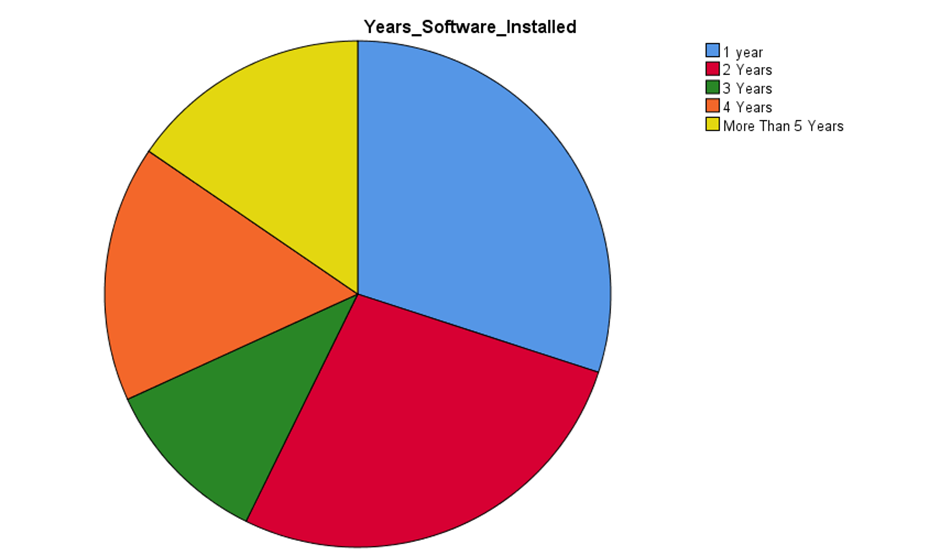 Years_Software_Installed
1 year
2 Years
3 Years
4 Years
More Than 5 Years